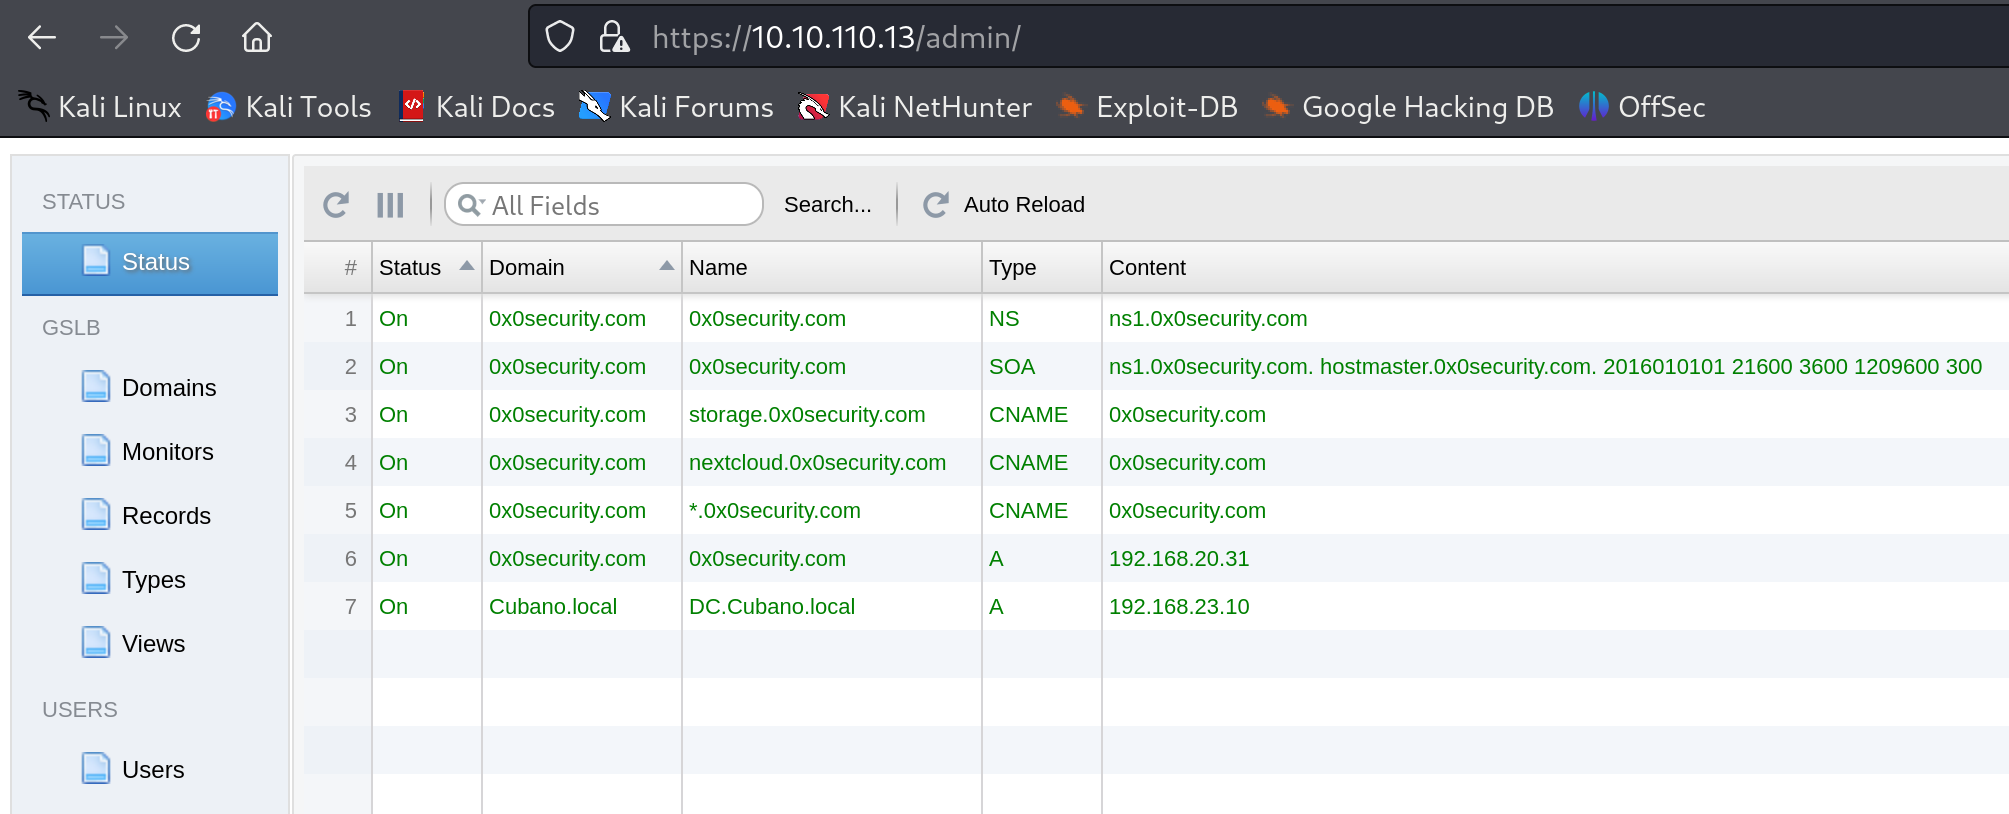 https://10.10.110.13/admin/
Kali Linux Kali Tools Kali Docs Kali Forums Kali NetHunter Exploit-DB Google Hacking DB OffSec
STATUS
Status
GSLB
Domains
Monitors
Records
Types
Views
USERS
Users
All Fields Search... Auto Reload
# Status Domain Name Type Content
1 On 0x0security.com 0x0security.com NS ns1.0x0security.com
2 On 0x0security.com 0x0security.com SOA ns1.0x0security.com. hostmaster.0x0security.com. 2016010101 21600 3600 1209600 300
3 On 0x0security.com storage.0x0security.com CNAME 0x0security.com
4 On 0x0security.com nextcloud.0x0security.com CNAME 0x0security.com
5 On 0x0security.com *.0x0security.com CNAME 0x0security.com
6 On 0x0security.com 0x0security.com A 192.168.20.31
7 On Cubano.local DC.Cubano.local A 192.168.23.10